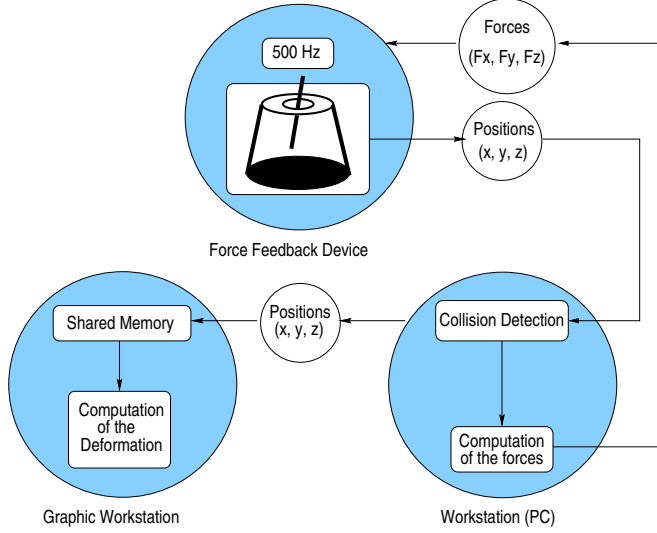 Forces
(Fx, Fy, Fz)
500 Hz
Positions
(x, y, z)
Force Feedback Device
Shared Memory
Positions
(x, y, z)
Collision Detection
Computation
of the
Deformation
Computation
of the forces
Graphic Workstation
Workstation (PC)